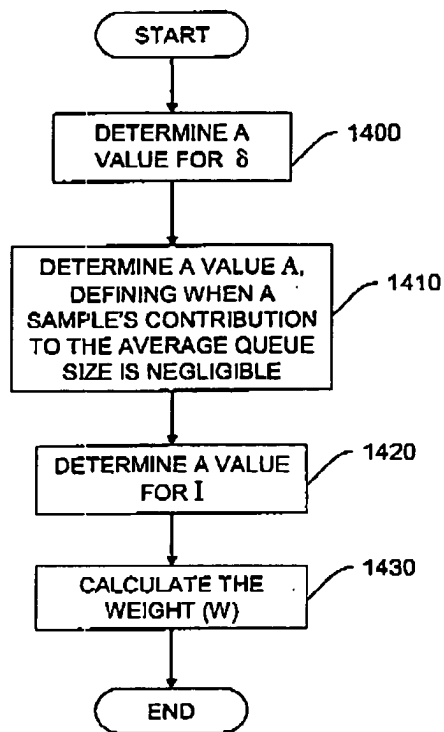 START
DETERMINE A
VALUE FOR δ
1400
DETERMINE A VALUE A,
DEFINING WHEN A
SAMPLE'S CONTRIBUTION
TO THE AVERAGE QUEUE
SIZE IS NEGLIGIBLE
1410
DETERMINE A VALUE
FOR I
1420
CALCULATE THE
WEIGHT (W)
1430
END